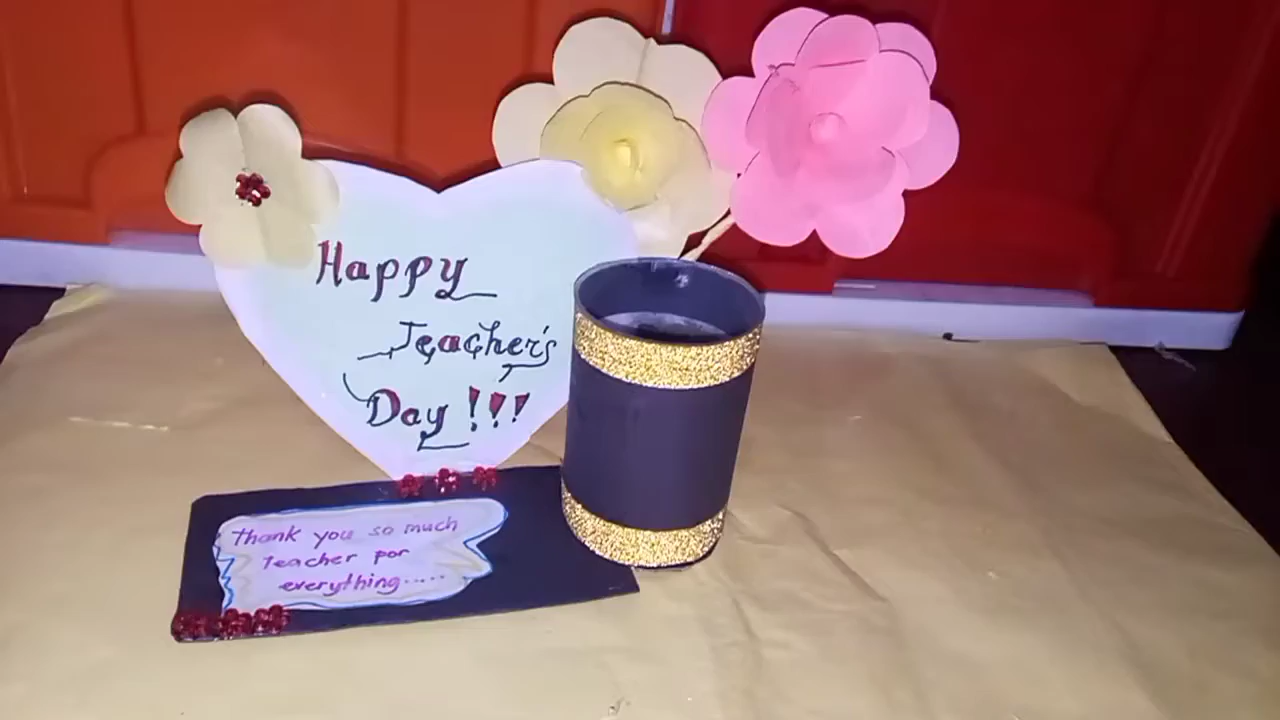 Happy
Teacher's
Day !!!
Thank you so much
Teacher por
everything.....